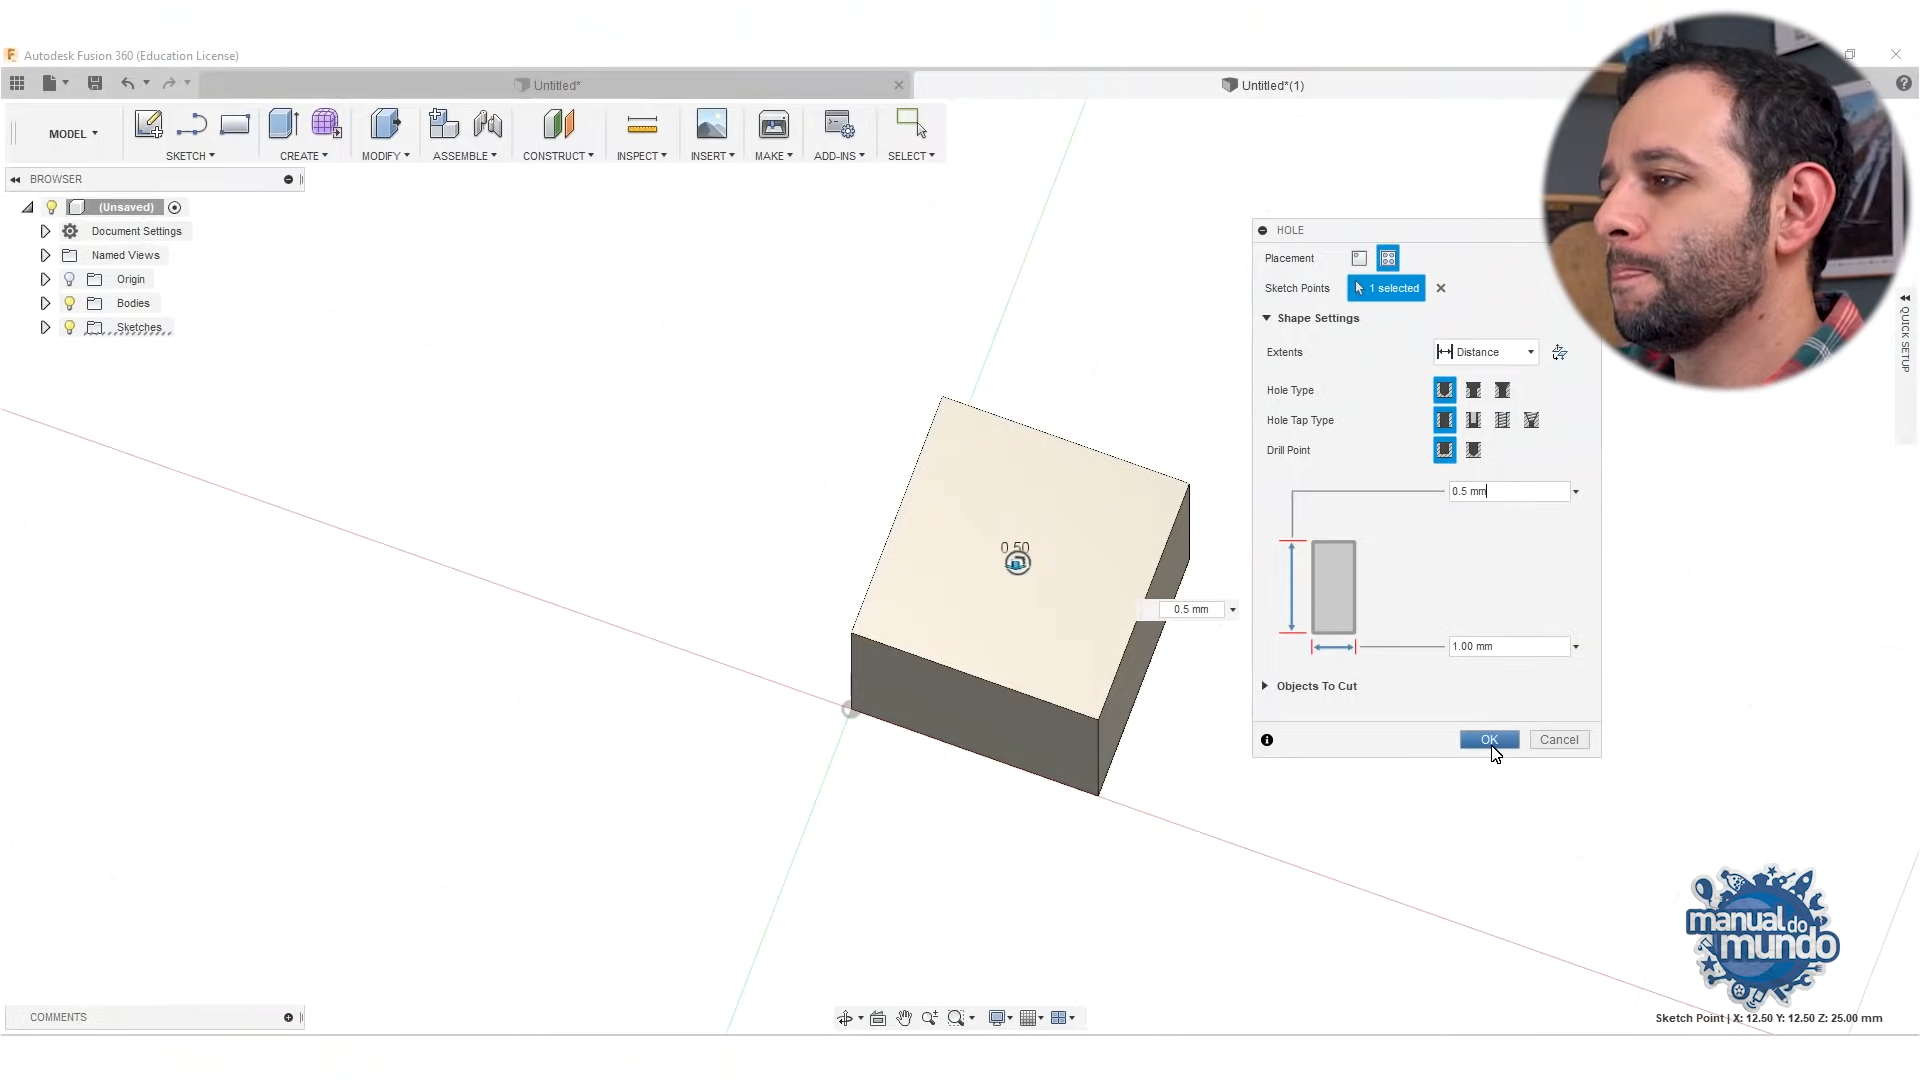 Autodesk Fusion 360 (Education License)
Untitled*
Untitled*(1)
MODEL
SKETCH
CREATE
MODIFY
ASSEMBLE
CONSTRUCT
INSPECT
INSERT
MAKE
ADD-INS
SELECT
BROWSER
(Unsaved)
Document Settings
Named Views
Origin
Bodies
Sketches
HOLE
Placement
Sketch Points
1 selected
Shape Settings
Extents
Distance
Hole Type
Hole Tap Type
Drill Point
0.5 mm
1.00 mm
Objects To Cut
OK
Cancel
0.50
0.5 mm
QUICK SETUP
manual do
mundo
COMMENTS
Sketch Point | X: 12.50 Y: 12.50 Z: 25.00 mm